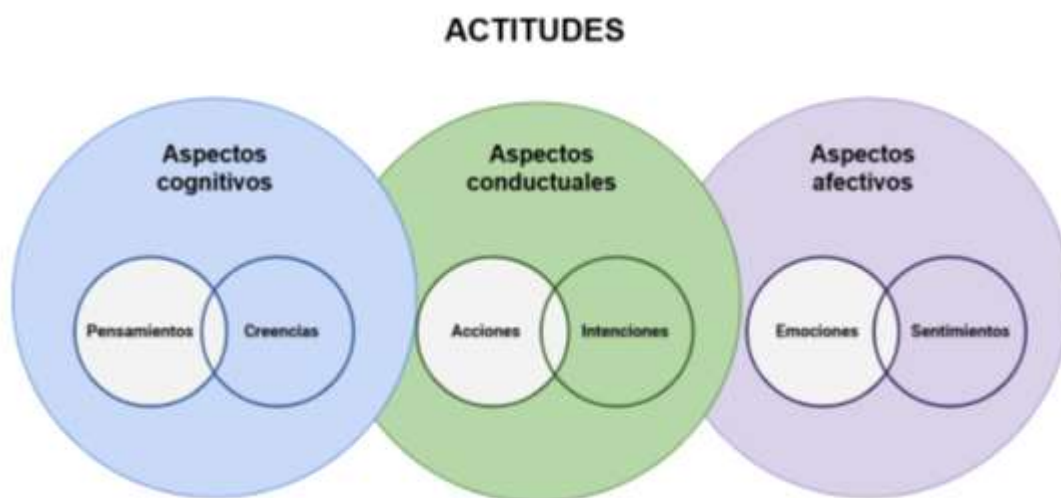 ACTITUDES
Aspectos
cognitivos
Pensamientos
Creencias
Aspectos
conductuales
Acciones
Intenciones
Aspectos
afectivos
Emociones
Sentimientos